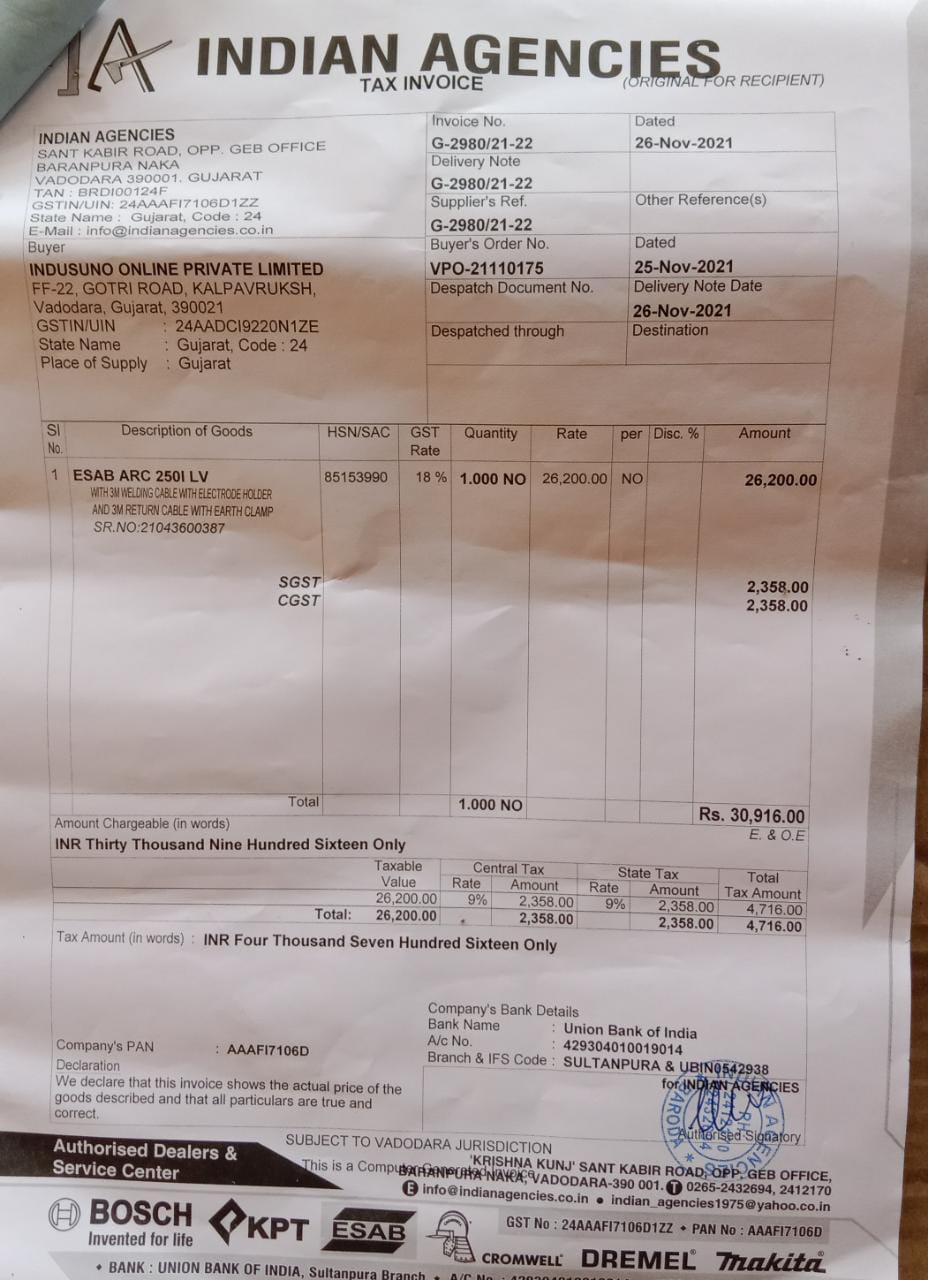 IA INDIAN AGENCIES
TAX INVOICE
(ORIGINAL FOR RECIPIENT)
INDIAN AGENCIES
SANT KABIR ROAD, OPP. GEB OFFICE
BARANPURA NAKA
VADODARA 390001. GUJARAT
TAN : BRDI00124F
GSTIN/UIN: 24AAAFI7106D1ZZ
State Name : Gujarat, Code : 24
E-Mail : info@indianagencies.co.in
Invoice No.
G-2980/21-22
Dated
26-Nov-2021
Delivery Note
G-2980/21-22
Supplier's Ref.
G-2980/21-22
Other Reference(s)
Buyer
INDUSUNO ONLINE PRIVATE LIMITED
FF-22, GOTRI ROAD, KALPAVRUKSH,
Vadodara, Gujarat, 390021
GSTIN/UIN : 24AADCI9220N1ZE
State Name : Gujarat, Code : 24
Place of Supply : Gujarat
Buyer's Order No.
VPO-21110175
Dated
25-Nov-2021
Despatch Document No.
Delivery Note Date
26-Nov-2021
Despatched through
Destination
SI No. Description of Goods HSN/SAC GST Rate Quantity Rate per Disc. % Amount
1 ESAB ARC 250I LV 85153990 18 % 1.000 NO 26,200.00 NO 26,200.00
WITH 3M WELDING CABLE WITH ELECTRODE HOLDER
AND 3M RETURN CABLE WITH EARTH CLAMP
SR.NO:21043600387
SGST 2,358.00
CGST 2,358.00
Total 1.000 NO Rs. 30,916.00
Amount Chargeable (in words) E. & O.E
INR Thirty Thousand Nine Hundred Sixteen Only
Taxable Value Central Tax State Tax Total Tax Amount
Rate Amount Rate Amount
26,200.00 9% 2,358.00 9% 2,358.00 4,716.00
Total: 26,200.00 2,358.00 2,358.00 4,716.00
Tax Amount (in words) : INR Four Thousand Seven Hundred Sixteen Only
Company's Bank Details
Bank Name : Union Bank of India
A/c No. : 429304010019014
Branch & IFS Code : SULTANPURA & UBIN0542938
Company's PAN : AAAFI7106D
Declaration
We declare that this invoice shows the actual price of the
goods described and that all particulars are true and
correct.
for INDIAN AGENCIES
Authorised Signatory
SUBJECT TO VADODARA JURISDICTION
This is a Computer Generated Invoice
Authorised Dealers &
Service Center
'KRISHNA KUNJ' SANT KABIR ROAD, OPP. GEB OFFICE,
BARANPURA NAKA, VADODARA-390 001. T 0265-2432694, 2412170
E info@indianagencies.co.in • indian_agencies1975@yahoo.co.in
GST No : 24AAAFI7106D1ZZ • PAN No : AAAFI7106D
BOSCH
Invented for life
KPT
ESAB
CROMWELL
DREMEL
Makita
• BANK : UNION BANK OF INDIA, Sultanpura Branch • A/C No. :